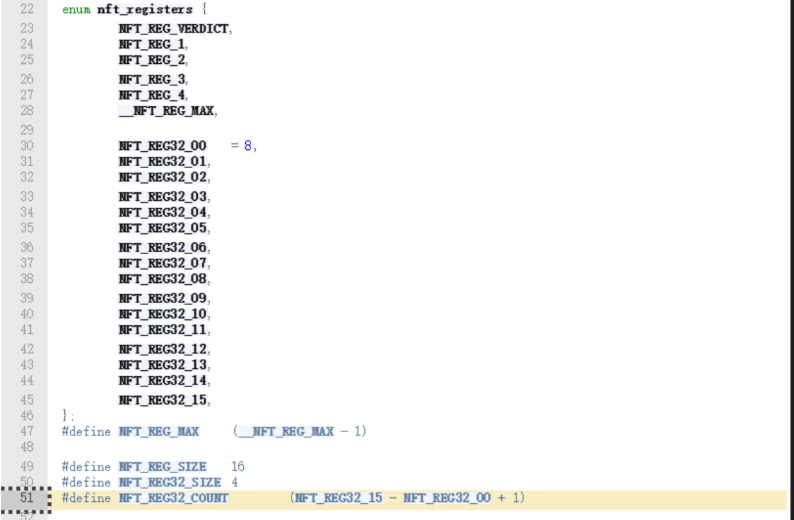 22 enum nft_registers {
23 NFT_REG_VERDICT,
24 NFT_REG_1,
25 NFT_REG_2,
26 NFT_REG_3,
27 NFT_REG_4,
28 __NFT_REG_MAX,
29
30 NFT_REG32_00 = 8,
31 NFT_REG32_01,
32 NFT_REG32_02,
33 NFT_REG32_03,
34 NFT_REG32_04,
35 NFT_REG32_05,
36 NFT_REG32_06,
37 NFT_REG32_07,
38 NFT_REG32_08,
39 NFT_REG32_09,
40 NFT_REG32_10,
41 NFT_REG32_11,
42 NFT_REG32_12,
43 NFT_REG32_13,
44 NFT_REG32_14,
45 NFT_REG32_15,
46 };
47 #define NFT_REG_MAX (__NFT_REG_MAX - 1)
48
49 #define NFT_REG_SIZE 16
50 #define NFT_REG32_SIZE 4
51 #define NFT_REG32_COUNT (NFT_REG32_15 - NFT_REG32_00 + 1)
52